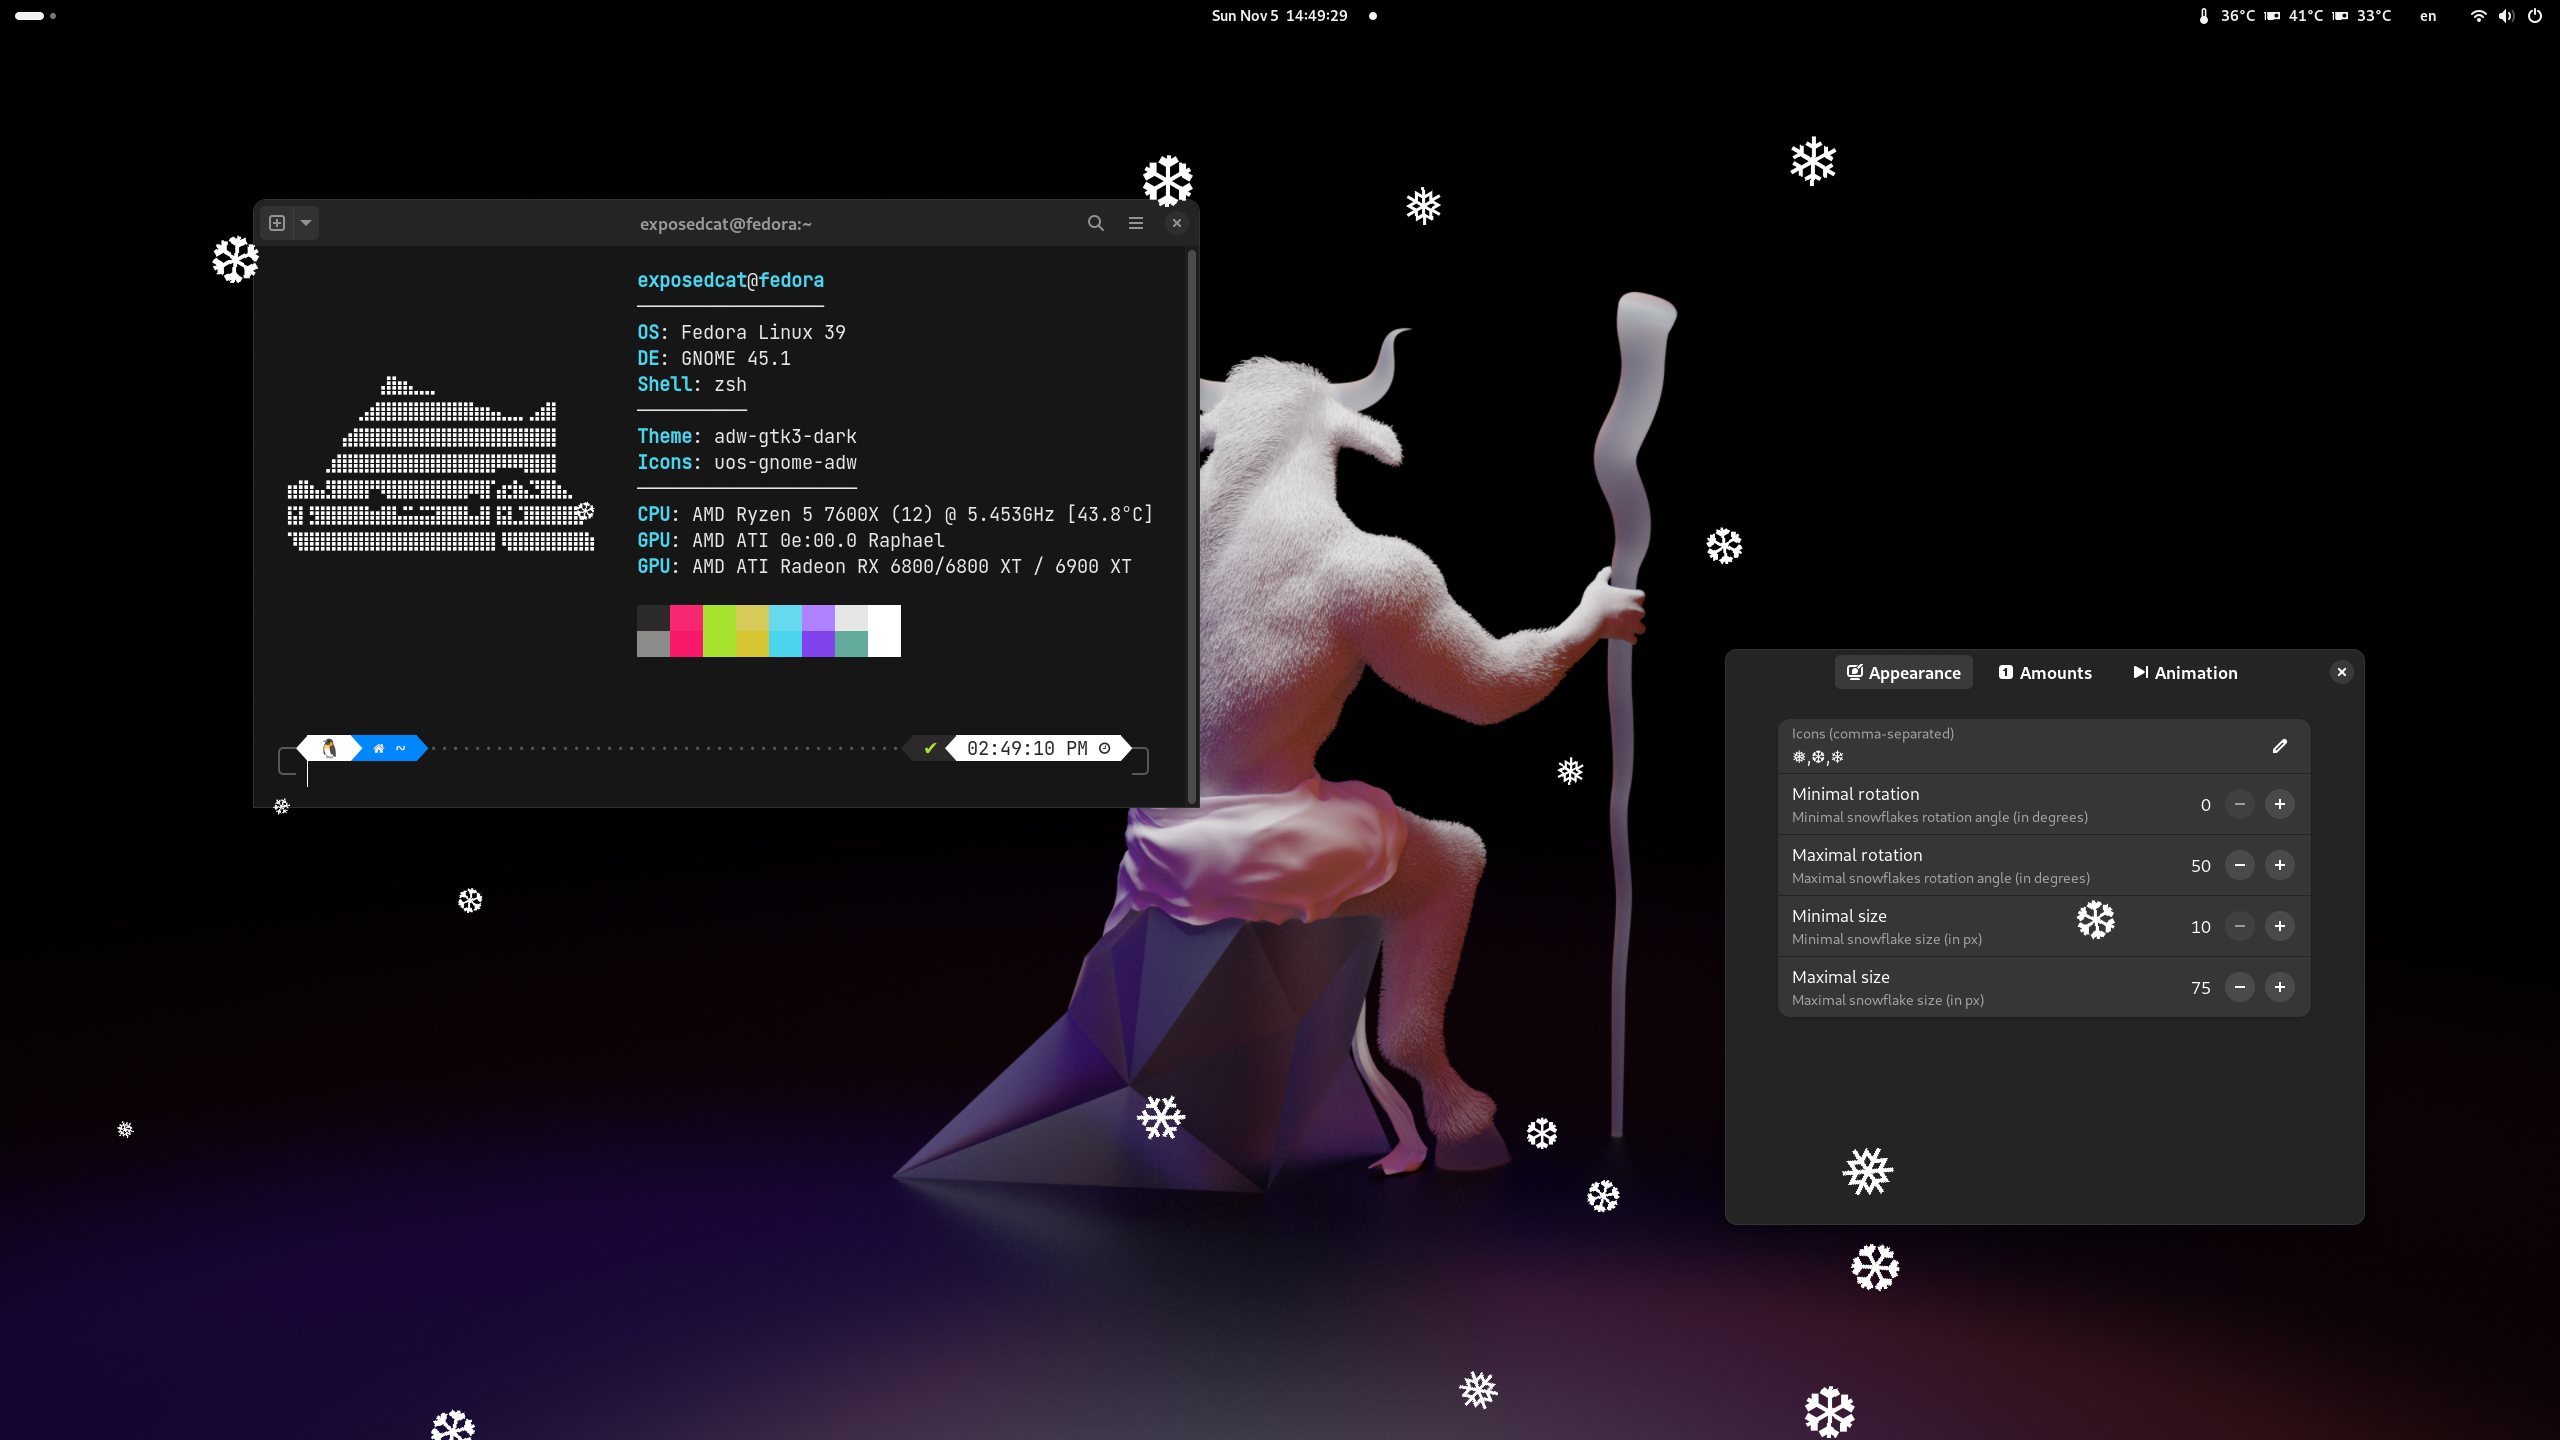 Sun Nov 5 14:49:29
36°C 41°C 33°C en
exposedcat@fedora:~
exposedcat@fedora
OS: Fedora Linux 39
DE: GNOME 45.1
Shell: zsh
Theme: adw-gtk3-dark
Icons: uos-gnome-adw
CPU: AMD Ryzen 5 7600X (12) @ 5.453GHz [43.8°C]
GPU: AMD ATI 0e:00.0 Raphael
GPU: AMD ATI Radeon RX 6800/6800 XT / 6900 XT
~
✔ 02:49:10 PM
Appearance
1 Amounts
Animation
Icons (comma-separated)
❅,❆,❄
Minimal rotation
Minimal snowflakes rotation angle (in degrees)
0
Maximal rotation
Maximal snowflakes rotation angle (in degrees)
50
Minimal size
Minimal snowflake size (in px)
10
Maximal size
Maximal snowflake size (in px)
75